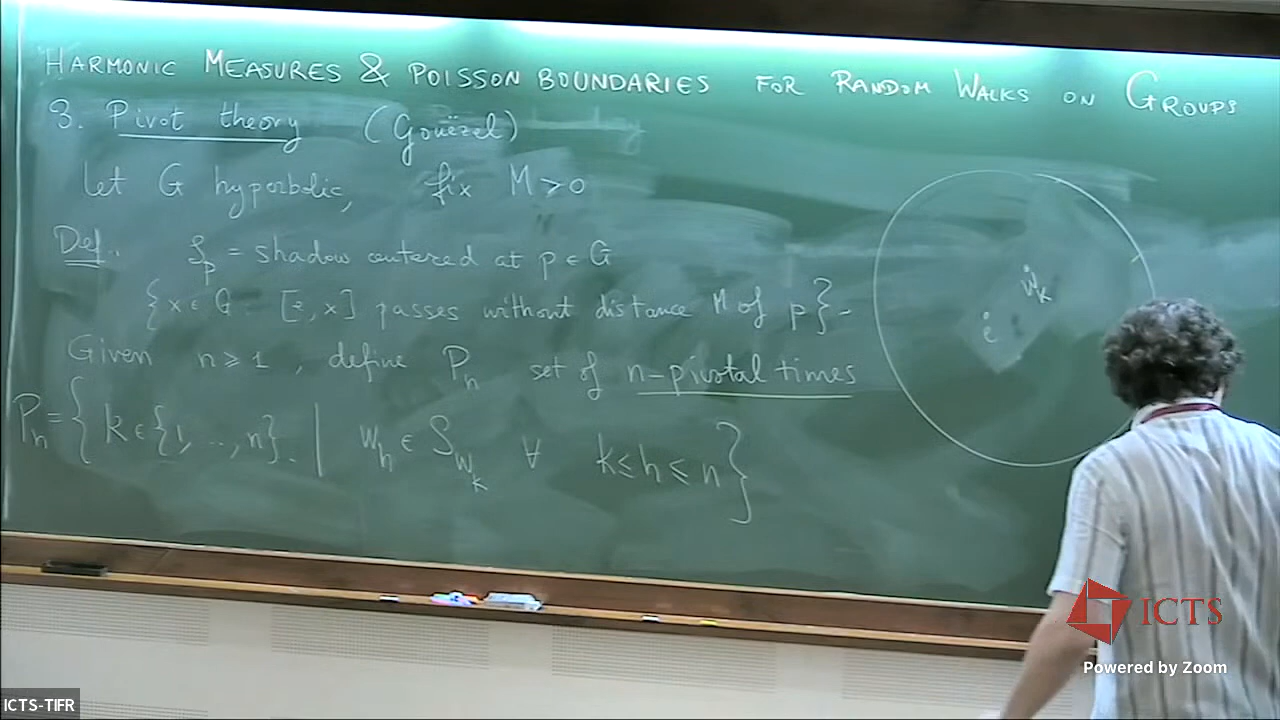 HARMONIC MEASURES & POISSON BOUNDARIES FOR RANDOM WALKS ON GROUPS
3. Pivot theory (Gouëzel)
Let G hyperbolic, fix M > 0
Def. S_p = shadow centered at p ∈ G
{x ∈ G : [e, x] passes without distance M of p}.
Given n ≥ 1, define P_n set of n-pivotal times
P_n = { k ∈ {1, .., n} | w_h ∈ S_{w_k} ∀ k ≤ h ≤ n }
w_k
e
ICTS
Powered by Zoom
ICTS-TIFR